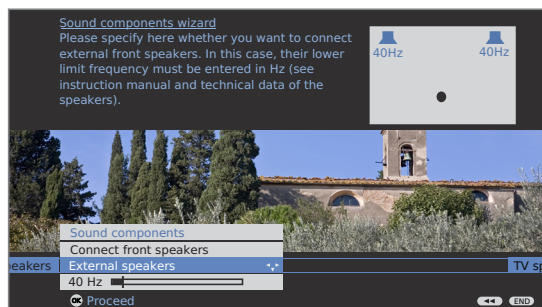 Sound components wizard
Please specify here whether you want to connect
external front speakers. In this case, their lower
limit frequency must be entered in Hz (see
instruction manual and technical data of the
speakers).
40Hz 40Hz
Sound components
Connect front speakers
eakers External speakers TV sp
40 Hz
OK Proceed END